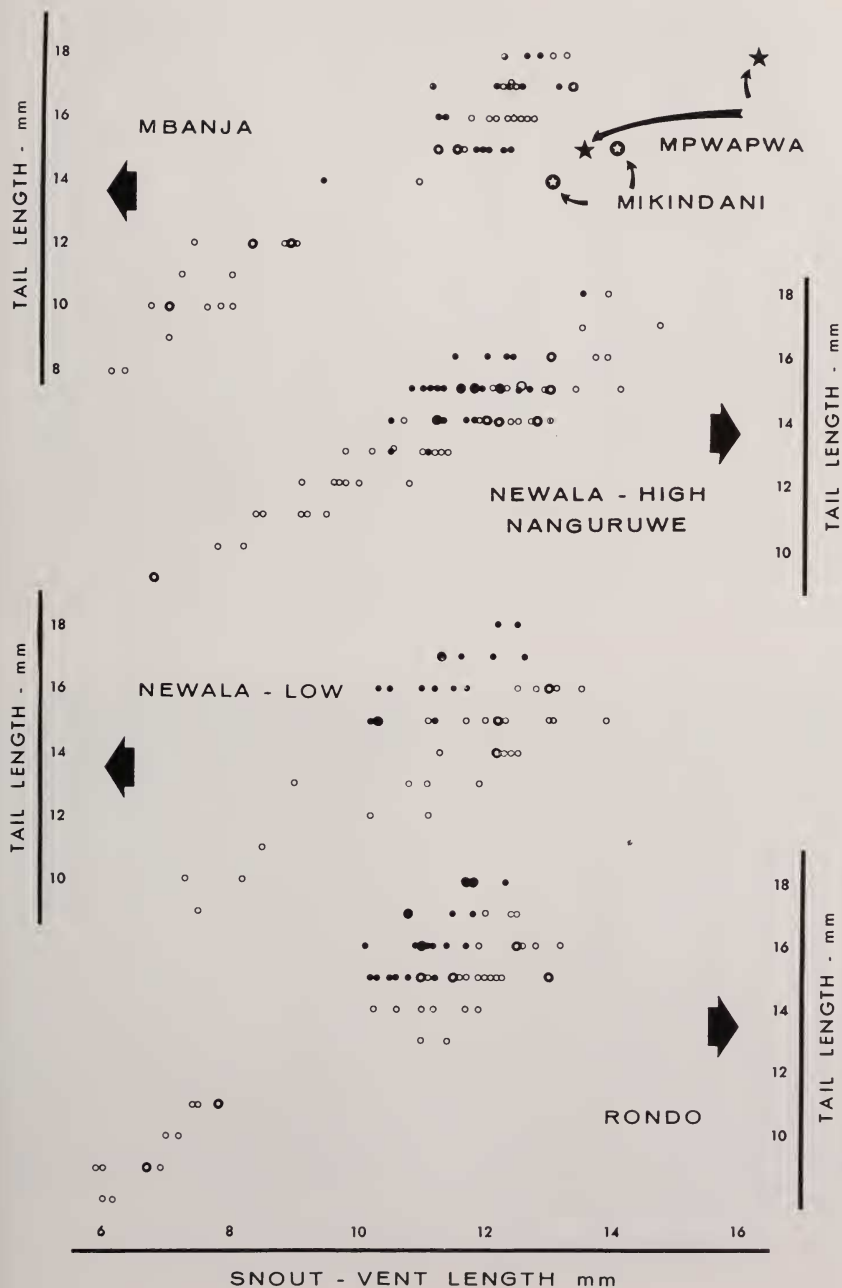 TAIL LENGTH - mm
18
16
14
12
10
8
MBANJA
MPWAPWA
MIKINDANI
TAIL LENGTH - mm
18
16
14
12
10
NEWALA - HIGH
NANGURUWE
TAIL LENGTH - mm
18
16
14
12
10
NEWALA - LOW
TAIL LENGTH - mm
18
16
14
12
10
RONDO
6 8 10 12 14 16
SNOUT - VENT LENGTH mm